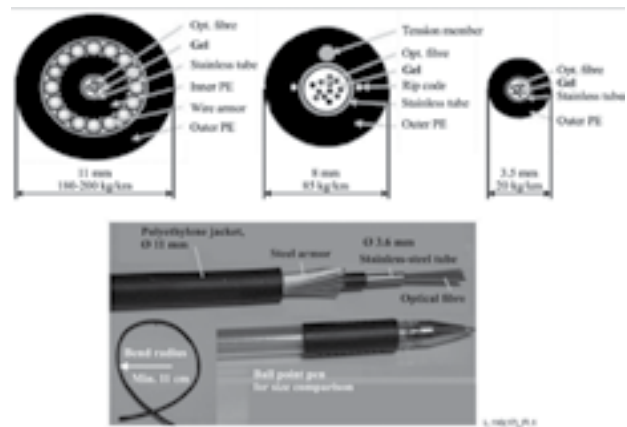 Opt. fibre
Gel
Stainless tube
Inner PE
Wire armor
Outer PE
11 mm
180-200 kg/km
Tension member
Opt. fibre
Gel
Rip code
Stainless tube
Outer PE
8 mm
85 kg/km
Opt. fibre
Gel
Stainless tube
Outer PE
3.5 mm
20 kg/km
Polyethylene jacket,
Ø 11 mm
Steel armor
Ø 3.6 mm
Stainless-steel tube
Optical fibre
Bend radius
Min. 11 cm
Ball point pen
for size comparison